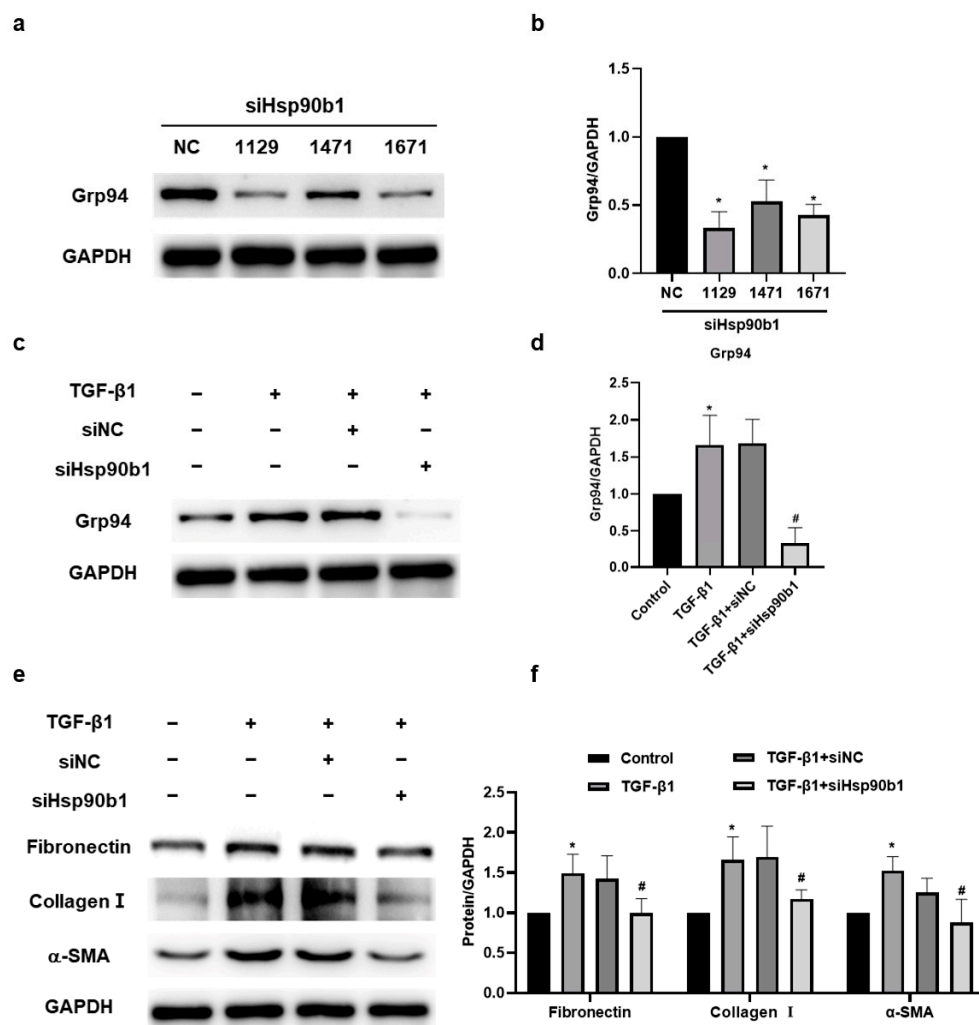 a
siHsp90b1
NC 1129 1471 1671
Grp94
GAPDH
b
1.5
1.0
0.5
0.0
Grp94/GAPDH
* * *
NC 1129 1471 1671
siHsp90b1
c
TGF-β1 – + + +
siNC – – + –
siHsp90b1 – – – +
Grp94
GAPDH
d
Grp94
2.5
2.0
1.5
1.0
0.5
0.0
Grp94/GAPDH
* #
Control
TGF-β1
TGF-β1+siNC
TGF-β1+siHsp90b1
e
TGF-β1 – + + +
siNC – – + –
siHsp90b1 – – – +
Fibronectin
Collagen Ⅰ
α-SMA
GAPDH
f
Control TGF-β1+siNC
TGF-β1 TGF-β1+siHsp90b1
2.5
2.0
1.5
1.0
0.5
0.0
Protein/GAPDH
* # * # * #
Fibronectin Collagen Ⅰ α-SMA